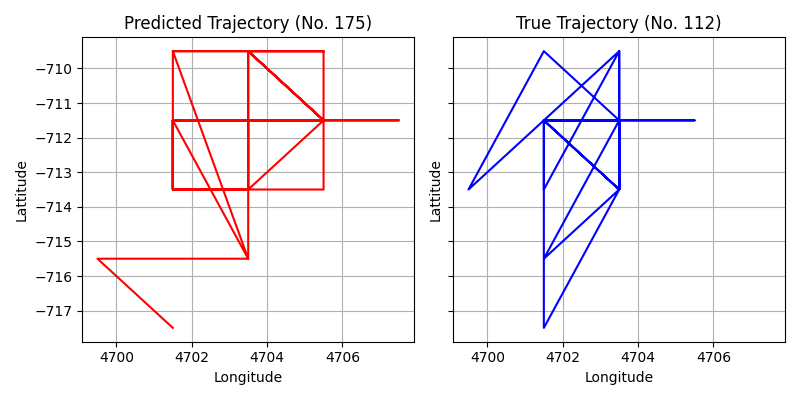 Predicted Trajectory (No. 175)
True Trajectory (No. 112)
Lattitude
−710
−711
−712
−713
−714
−715
−716
−717
4700
4702
4704
4706
Longitude
Lattitude
4700
4702
4704
4706
Longitude